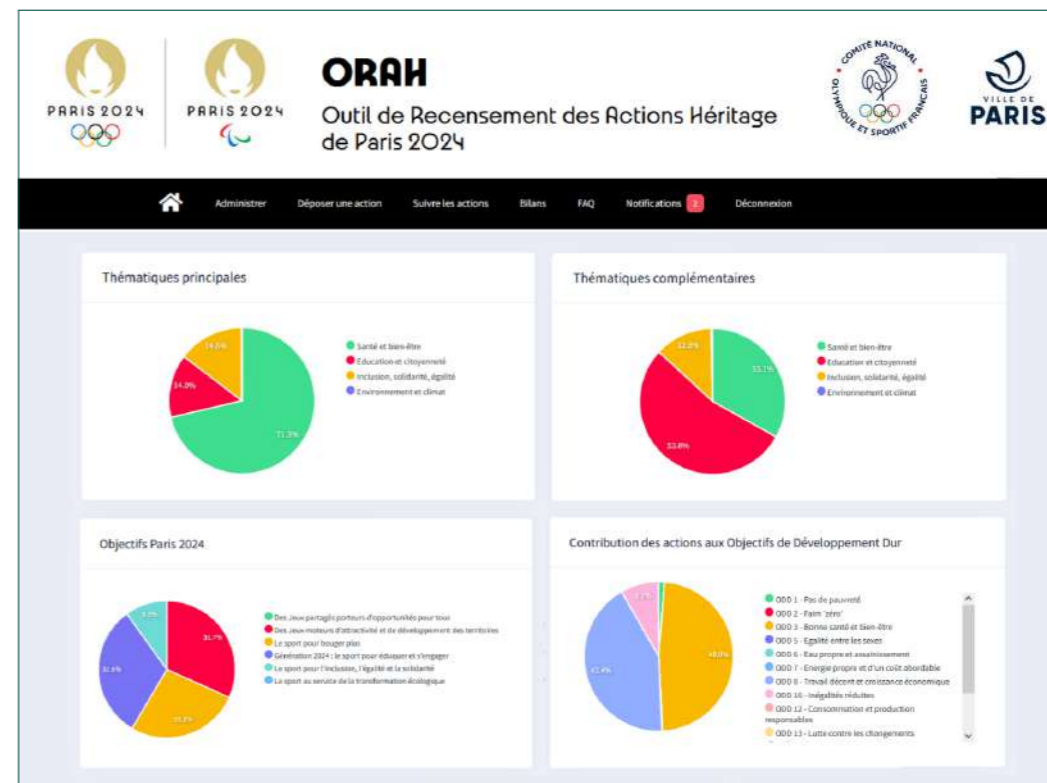 PARIS 2024
PARIS 2024
ORAH
Outil de Recensement des Actions Héritage
de Paris 2024
COMITÉ NATIONAL OLYMPIQUE ET SPORTIF FRANÇAIS
VILLE DE
PARIS
Administrer Déposer une action Suivre les actions Bilans FAQ Notifications 2 Déconnexion
Thématiques principales
71.3%
Santé et bien-être
Education et citoyenneté
Inclusion, solidarité, égalité
Environnement et climat
Thématiques complémentaires
33.1%
53.8%
Santé et bien-être
Education et citoyenneté
Inclusion, solidarité, égalité
Environnement et climat
Objectifs Paris 2024
Des Jeux partagés porteurs d'opportunités pour tous
Des Jeux moteurs d'attractivité et de développement des territoires
Le sport pour bouger plus
Génération 2024 : le sport pour éduquer et s'engager
Le sport pour l'inclusion, l'égalité et la solidarité
Le sport au service de la transformation écologique
Contribution des actions aux Objectifs de Développement Dur
ODD 1 - Pas de pauvreté
ODD 2 - Faim 'zéro'
ODD 3 - Bonne santé et bien-être
ODD 5 - Egalité entre les sexes
ODD 6 - Eau propre et assainissement
ODD 7 - Energie propre et d'un coût abordable
ODD 8 - Travail décent et croissance économique
ODD 10 - Inégalités réduites
ODD 12 - Consommation et production
responsables
ODD 13 - Lutte contre les changements